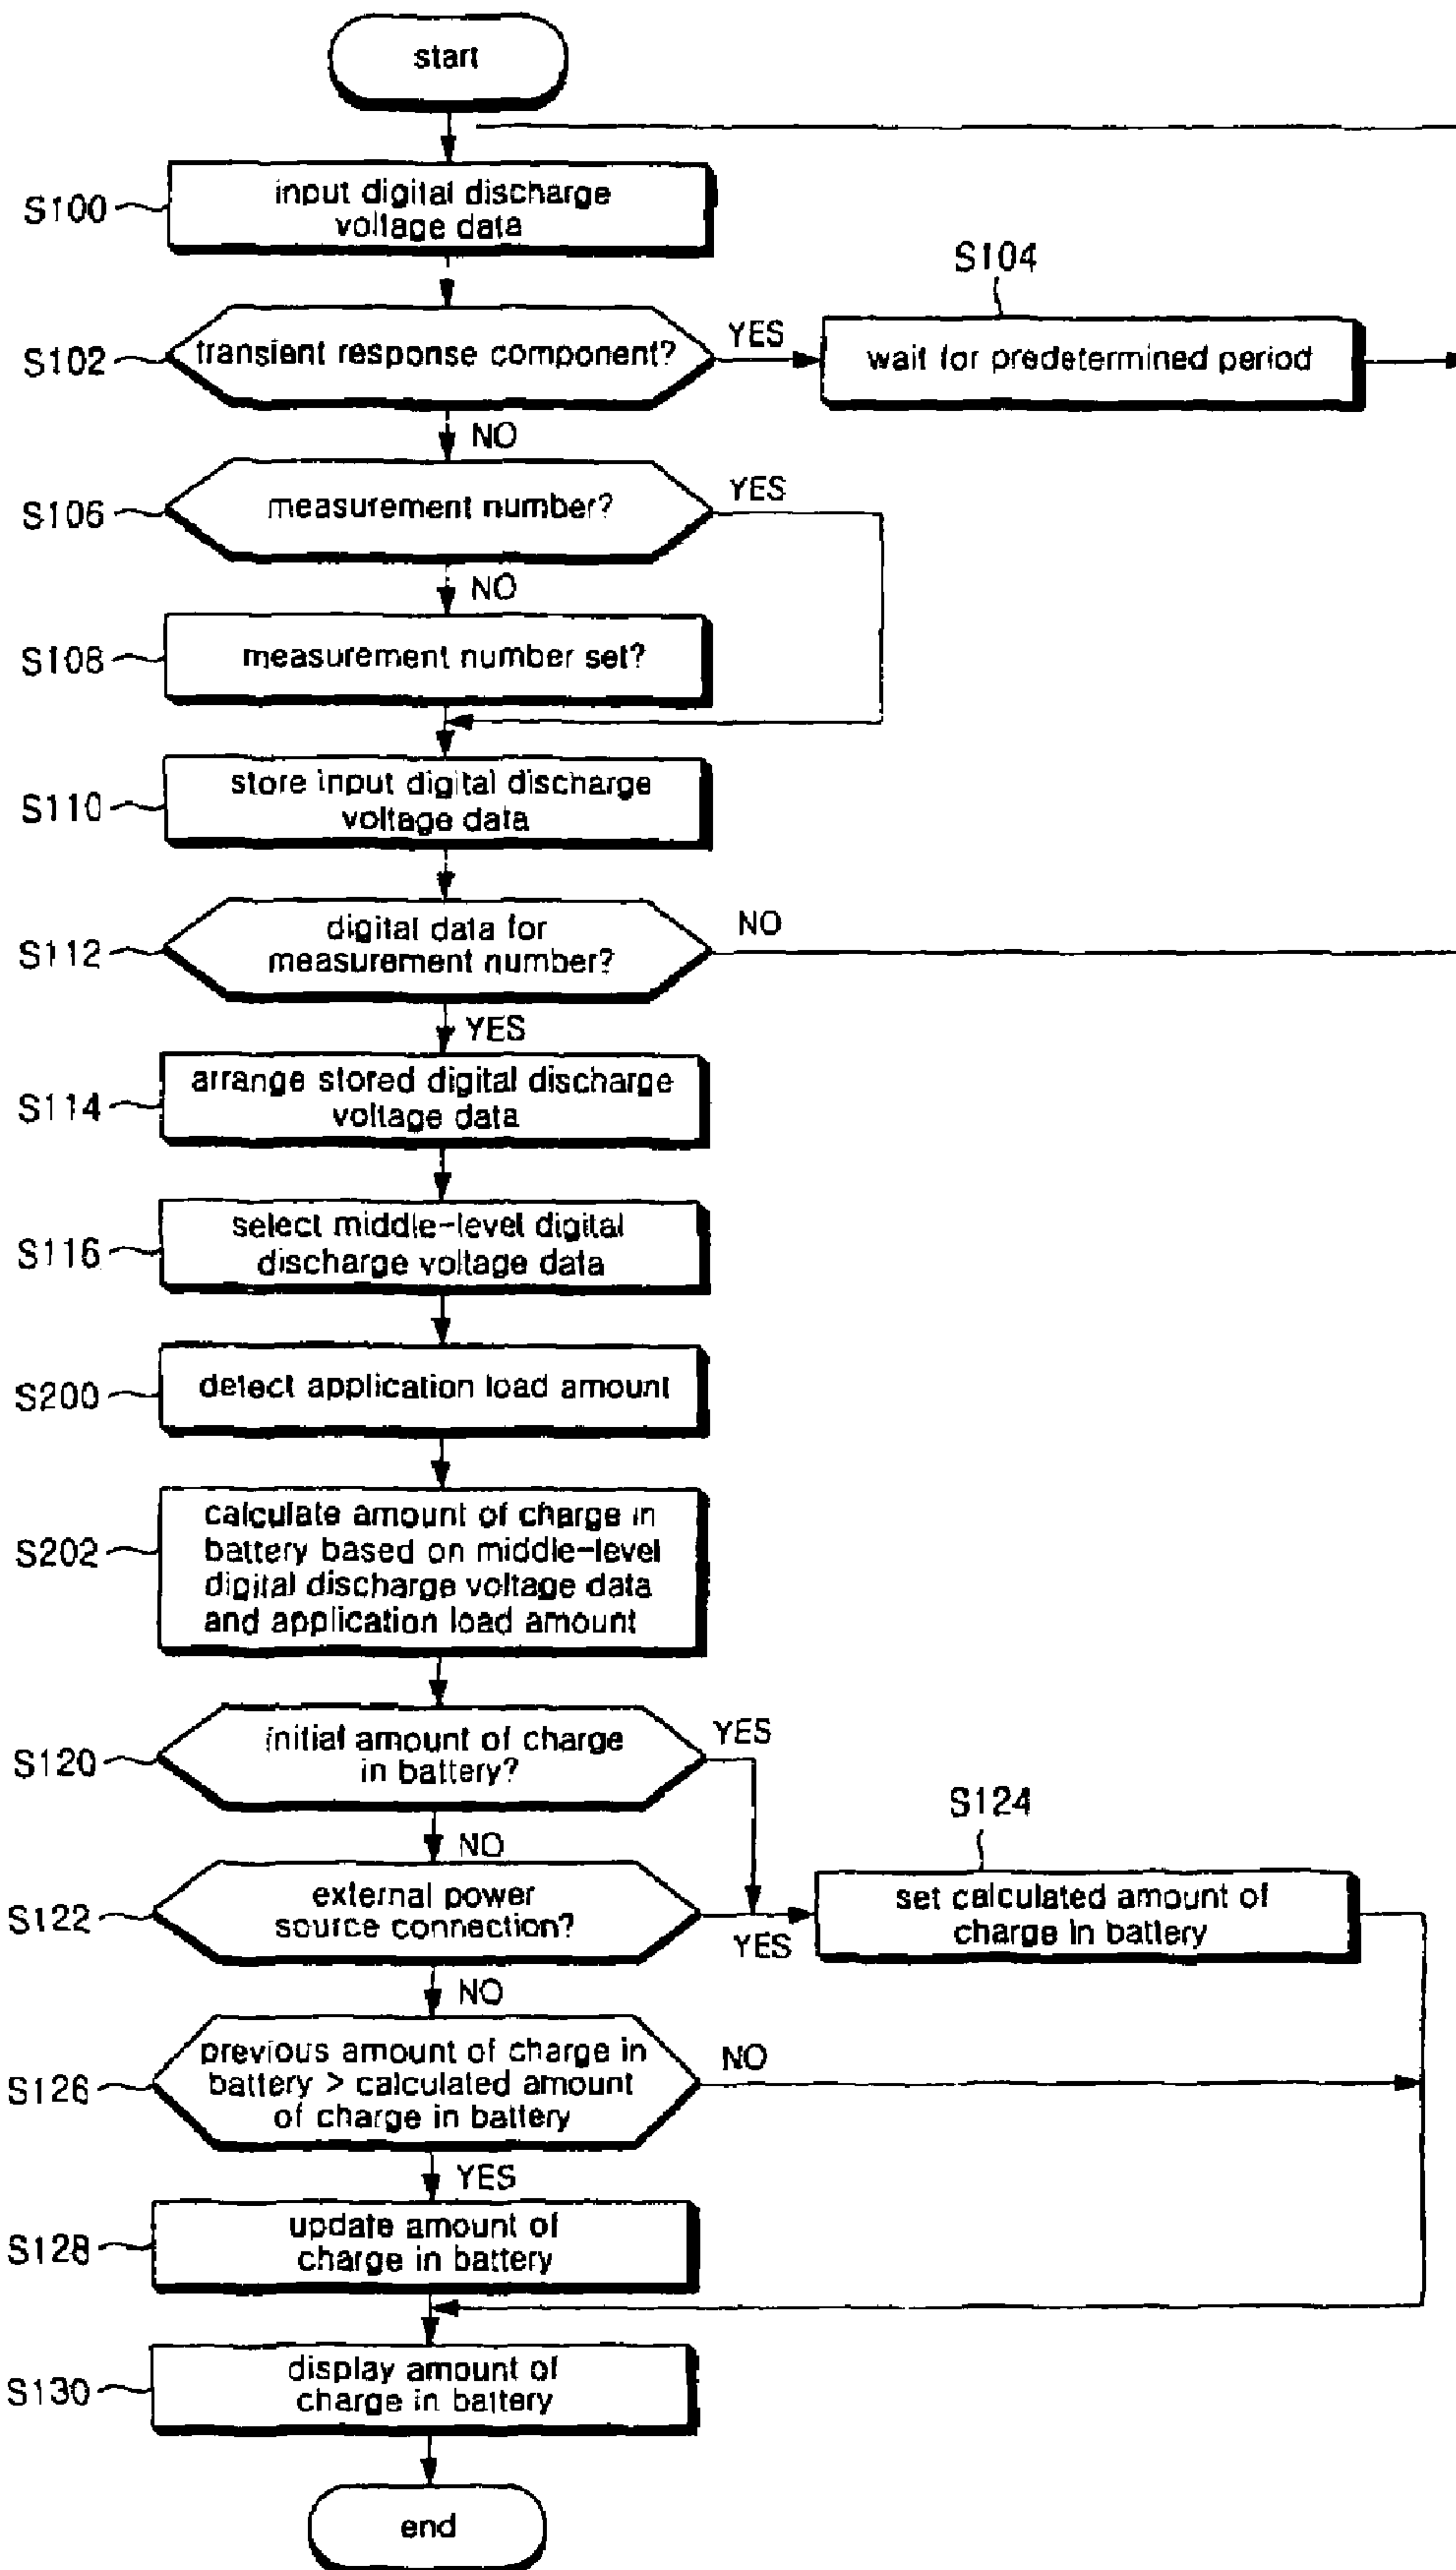 start
S100
input digital discharge
voltage data
S104
S102
transient response component?
YES
wait for predetermined period
NO
S106
measurement number?
YES
NO
S108
measurement number set?
S110
store input digital discharge
voltage data
S112
digital data for
measurement number?
NO
YES
S114
arrange stored digital discharge
voltage data
S116
select middle-level digital
discharge voltage data
S200
detect application load amount
S202
calculate amount of charge in
battery based on middle-level
digital discharge voltage data
and application load amount
S120
initial amount of charge
in battery?
YES
NO
S124
S122
external power
source connection?
YES
set calculated amount of
charge in battery
NO
S126
previous amount of charge in
battery > calculated amount
of charge in battery
NO
YES
S128
update amount of
charge in battery
S130
display amount of
charge in battery
end